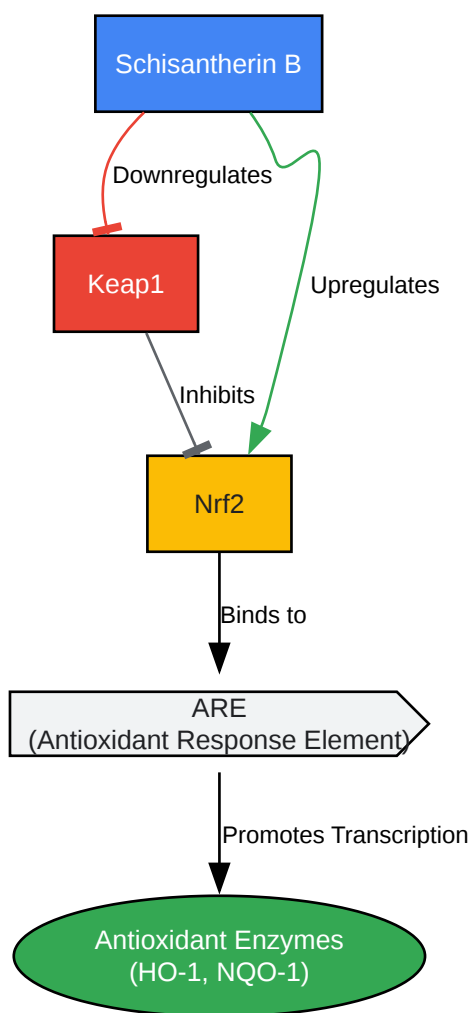 Schisantherin B
Downregulates
Keap1
Upregulates
Inhibits
Nrf2
Binds to
ARE
(Antioxidant Response Element)
Promotes Transcription
Antioxidant Enzymes
(HO-1, NQO-1)